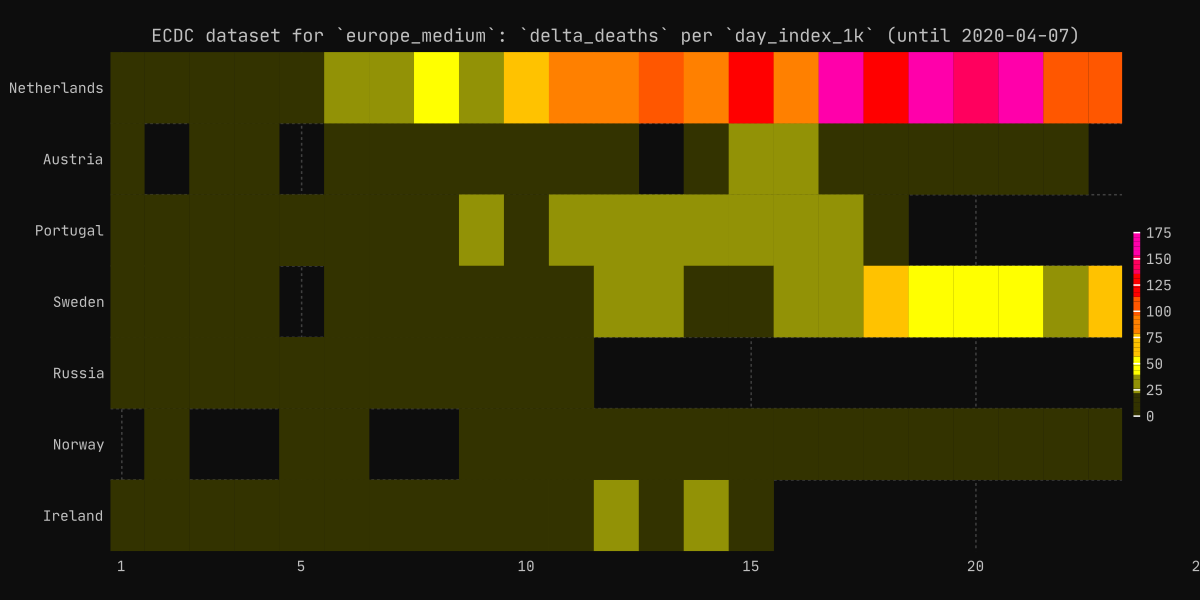 ECDC dataset for `europe_medium`: `delta_deaths` per `day_index_1k` (until 2020-04-07)
Netherlands
Austria
Portugal
Sweden
Russia
Norway
Ireland
175
150
125
100
75
50
25
0
1 5 10 15 20 2